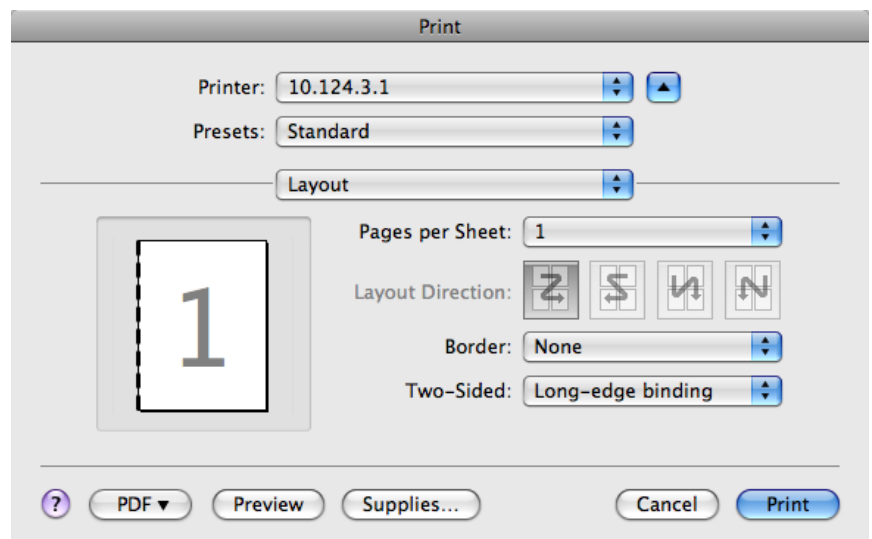 Print
Printer: 10.124.3.1
Presets: Standard
Layout
Pages per Sheet: 1
Layout Direction:
Border: None
Two-Sided: Long-edge binding
1
? PDF▼ Preview Supplies... Cancel Print